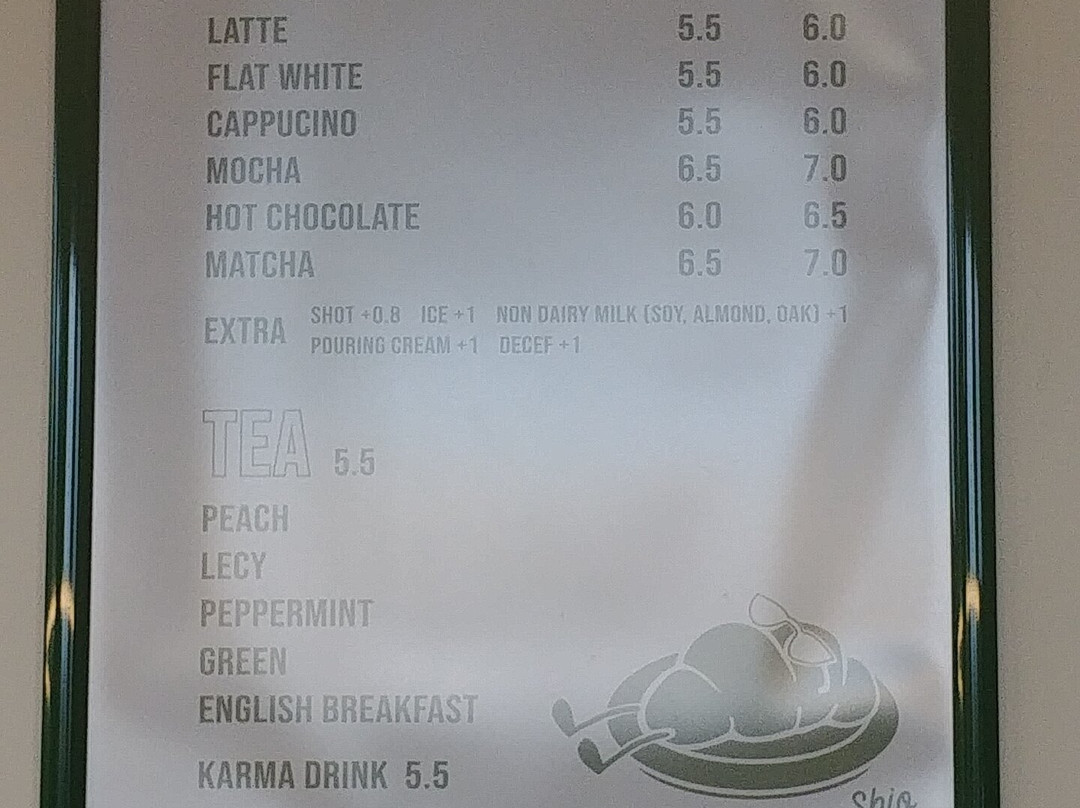 LATTE 5.5 6.0
FLAT WHITE 5.5 6.0
CAPPUCINO 5.5 6.0
MOCHA 6.5 7.0
HOT CHOCOLATE 6.0 6.5
MATCHA 6.5 7.0
EXTRA
SHOT +0.8 ICE +1 NON DAIRY MILK (SOY, ALMOND, OAK) +1
POURING CREAM +1 DECEF +1
TEA 5.5
PEACH
LECY
PEPPERMINT
GREEN
ENGLISH BREAKFAST
KARMA DRINK 5.5
Shio